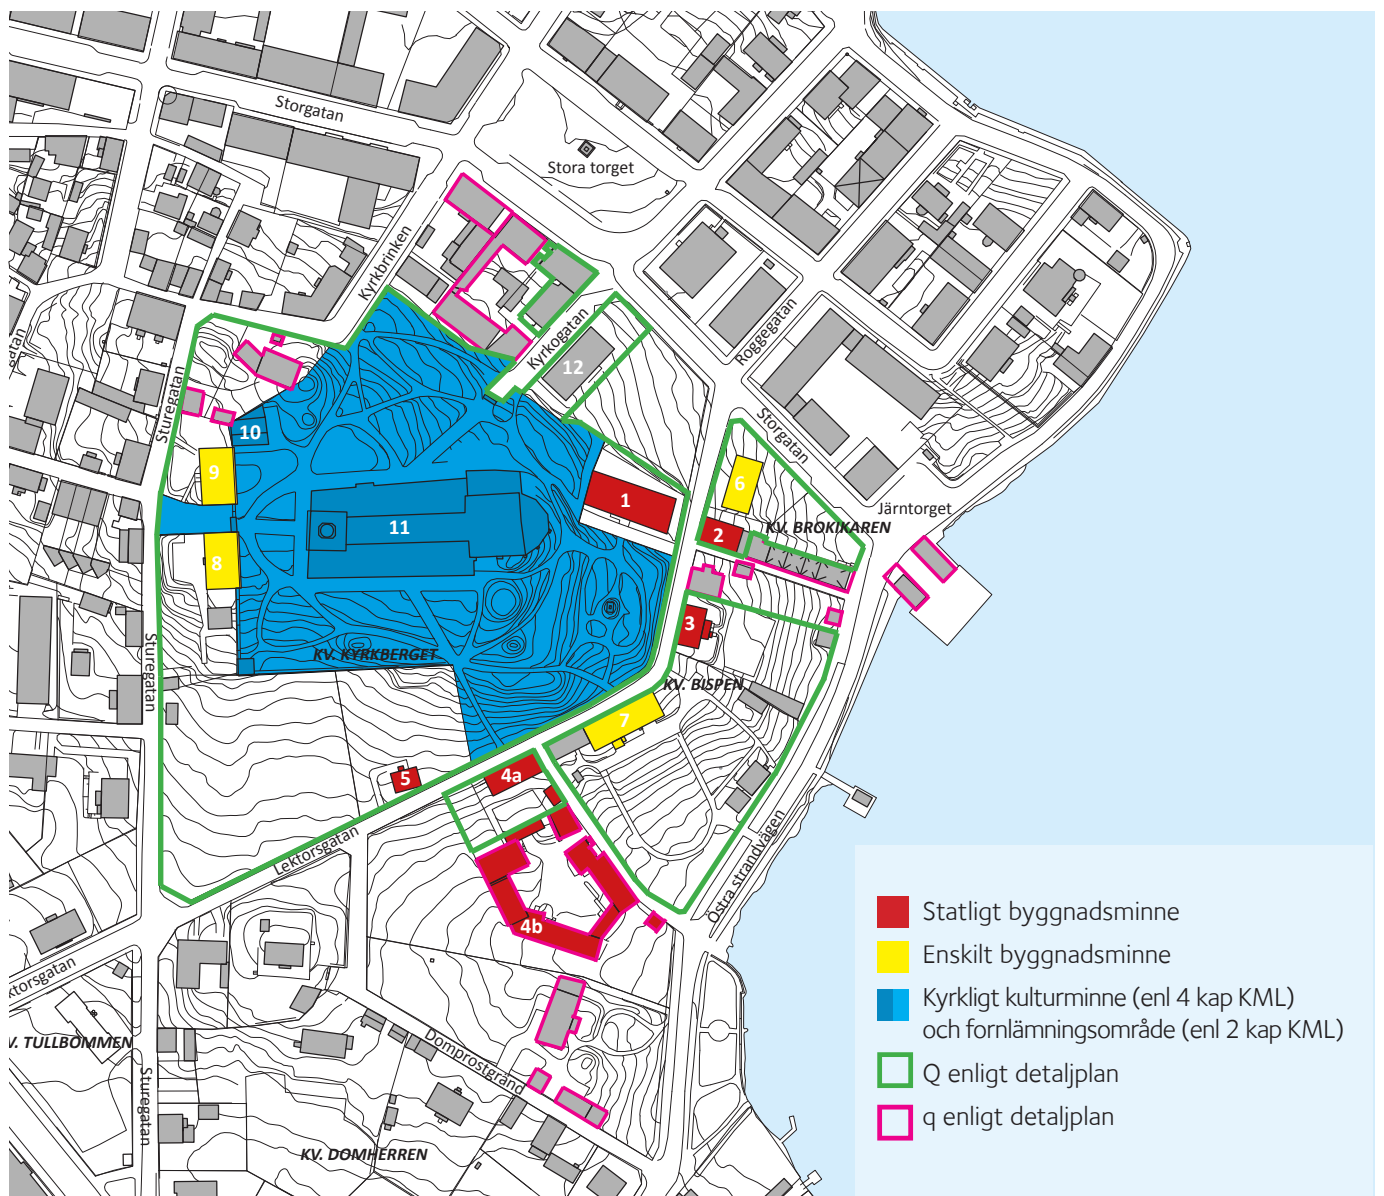 Storgatan
Stora torget
Kyrkbrinken
Kyrkogatan
Roggegatan
Storgatan
Sturegatan
gatan
12
10
9
11
1
6
2
Järntorget
KV. BROKIKAREN
8
3
Sturegatan
KV. KYRKBERGET
KV. BISPEN
7
5
4a
Lektorsgatan
4b
Östra strandvägen
ktorsgatan
V. TULLBOMMEN
Sturegatan
Domprostgränd
KV. DOMHERREN
Statligt byggnadsminne
Enskilt byggnadsminne
Kyrkligt kulturminne (enl 4 kap KML)
och fornlämningsområde (enl 2 kap KML)
Q enligt detaljplan
q enligt detaljplan